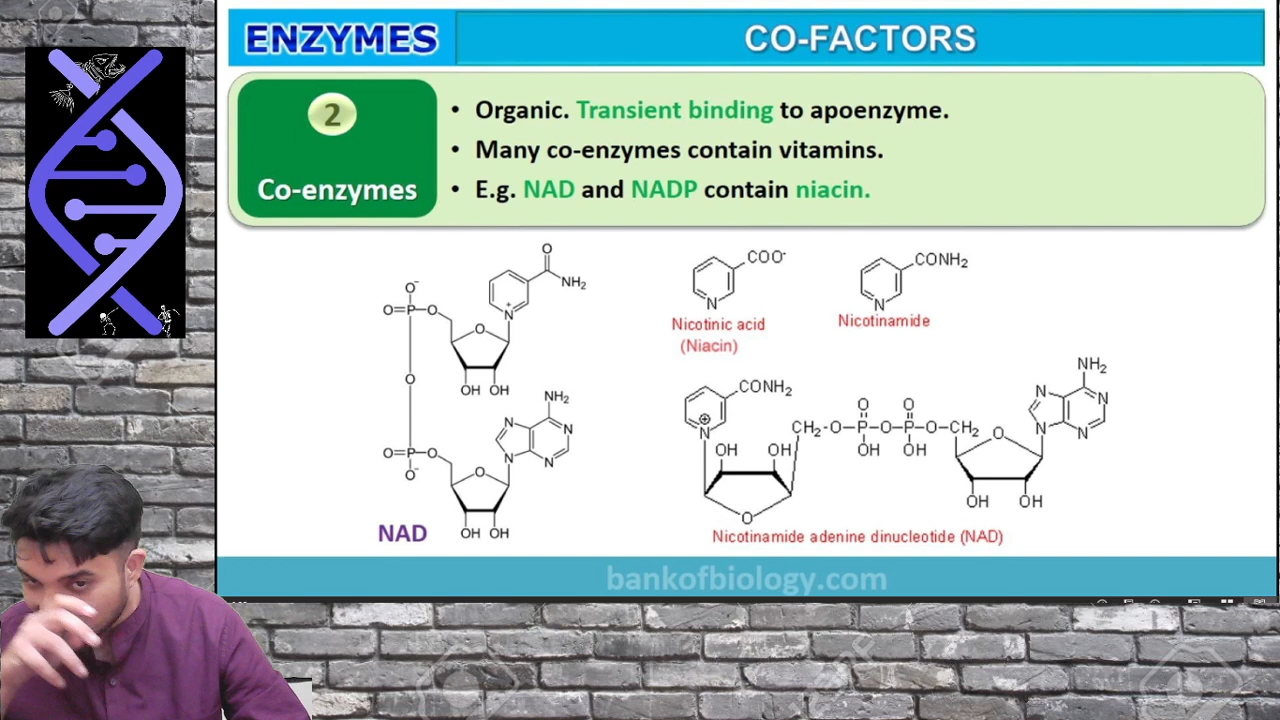 ENZYMES
CO-FACTORS
2
Co-enzymes
• Organic. Transient binding to apoenzyme.
• Many co-enzymes contain vitamins.
• E.g. NAD and NADP contain niacin.
O
NH₂
N
+
O⁻
O=P–O
O
OH OH
O
NH₂
N
N
N
N
O=P–O
O⁻
O
OH OH
NAD
COO⁻
N
Nicotinic acid
(Niacin)
CONH₂
N
Nicotinamide
CONH₂
⊕
N
OH
OH
O
CH₂-O-P-O-P-O-CH₂
O
O
OH
OH
O
NH₂
N
N
N
N
OH
OH
Nicotinamide adenine dinucleotide (NAD)
bankofbiology.com